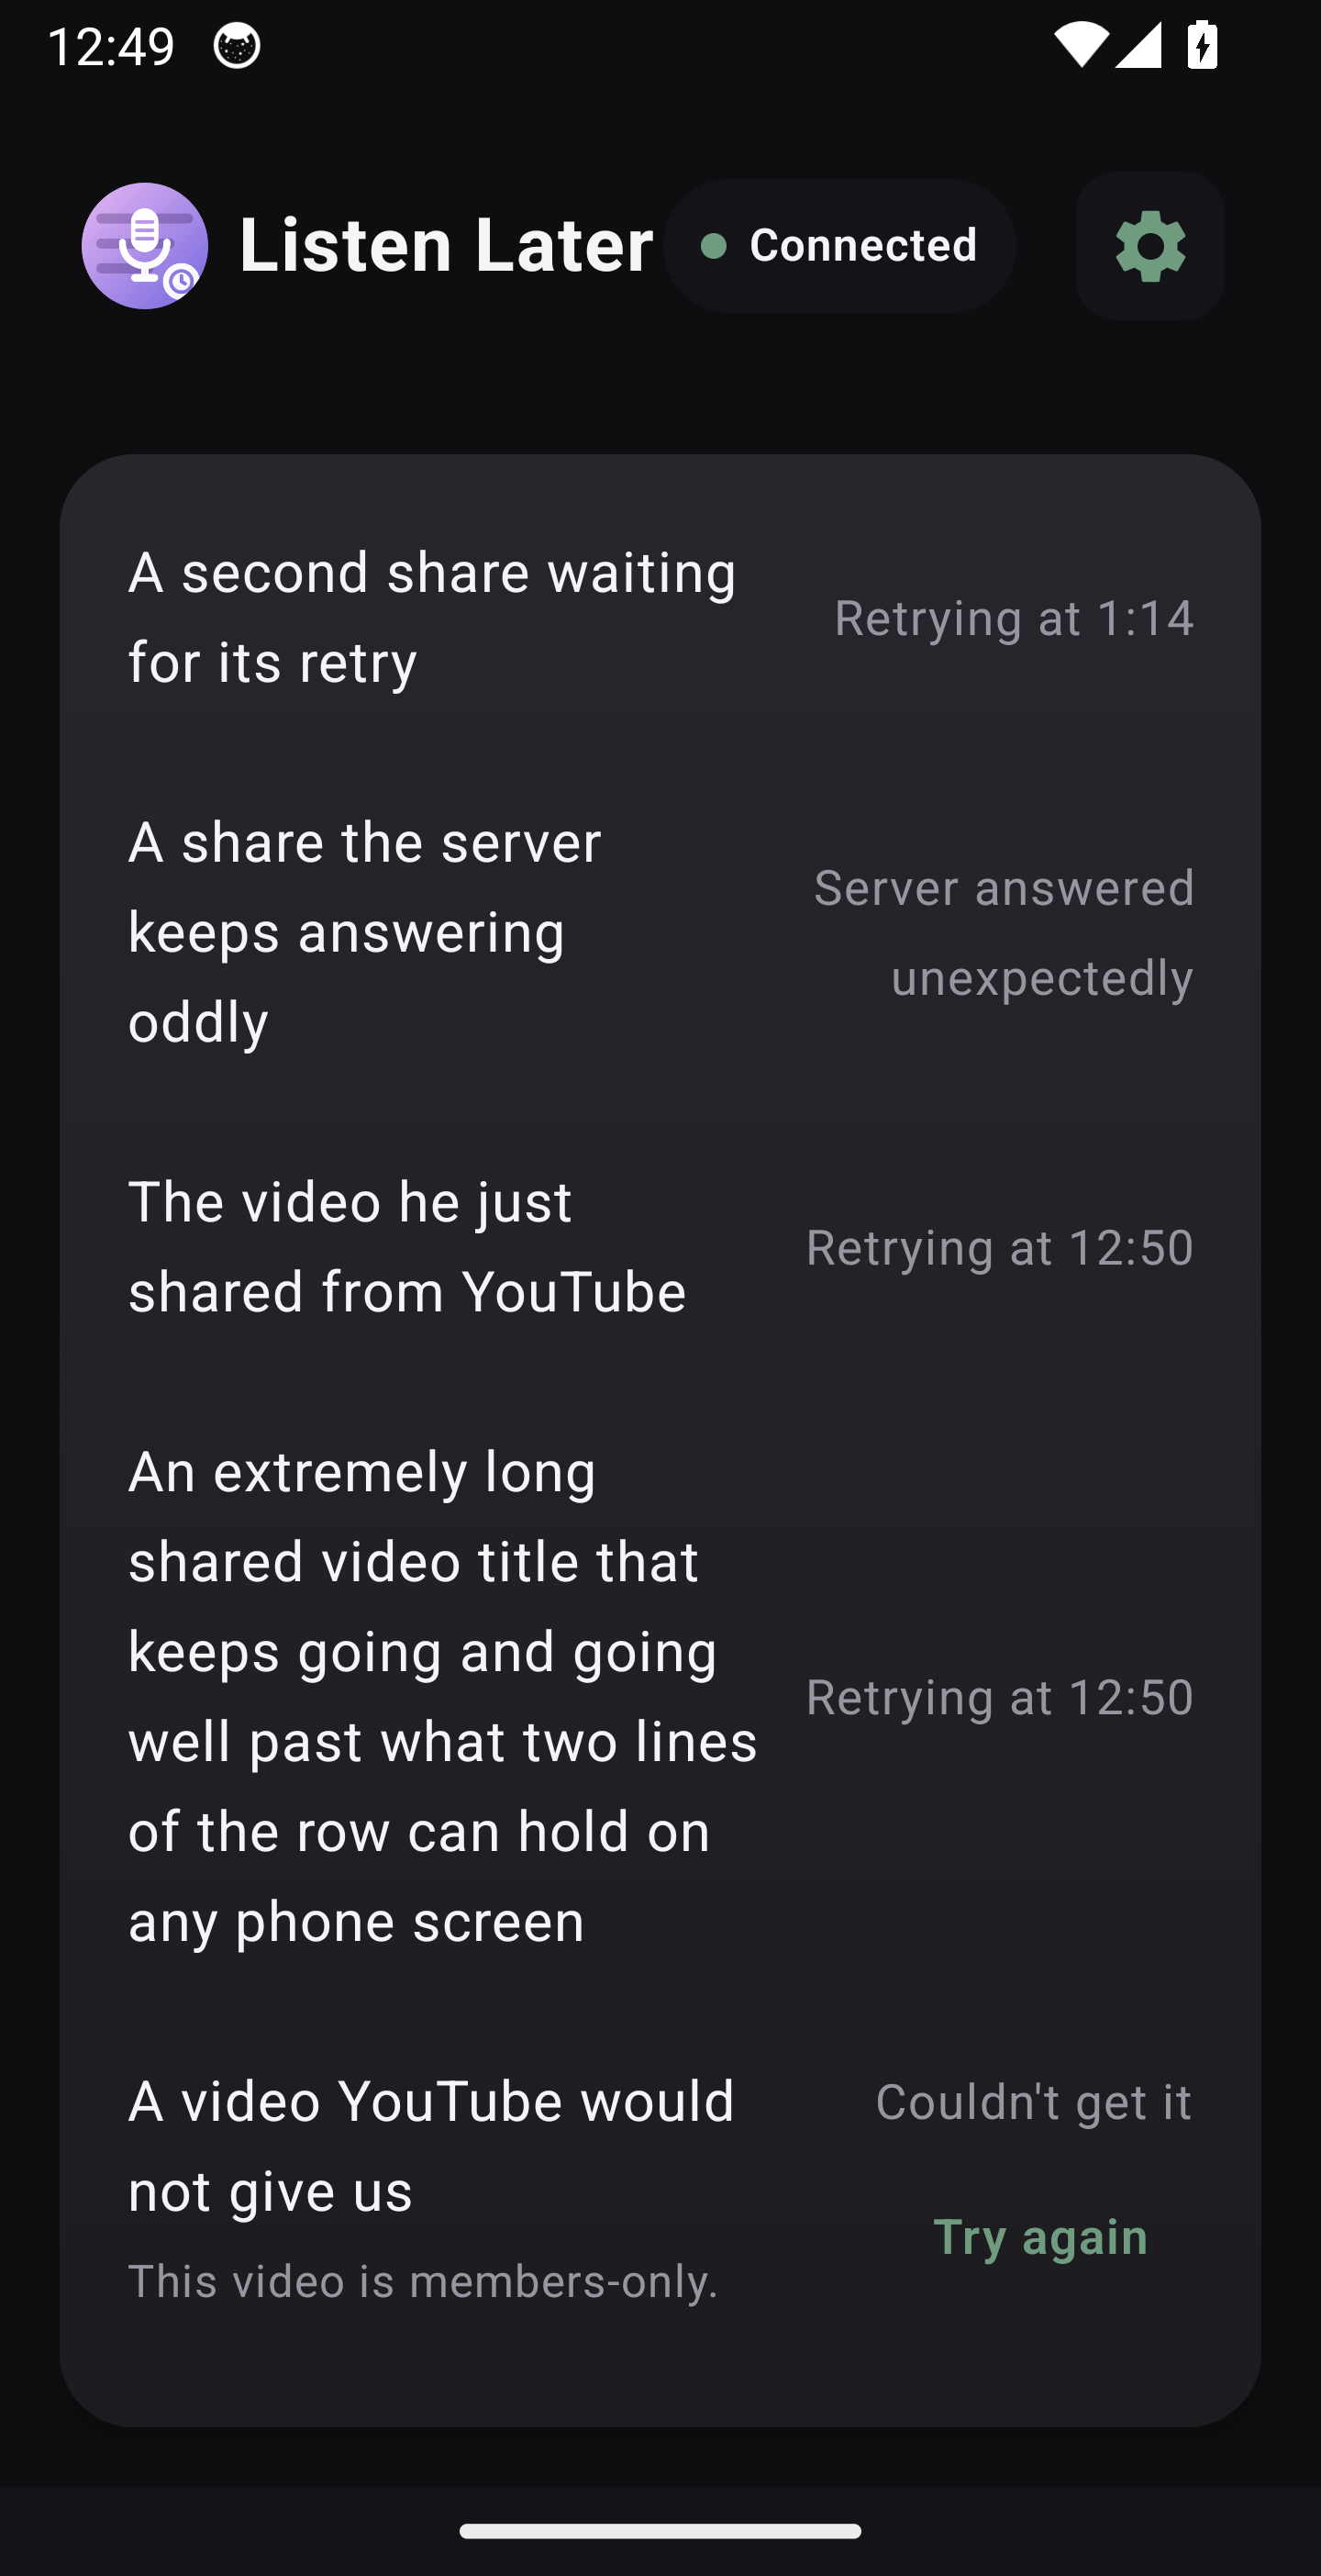 12:49
Listen Later
Connected
A second share waiting
for its retry
Retrying at 1:14
A share the server
keeps answering
oddly
Server answered
unexpectedly
The video he just
shared from YouTube
Retrying at 12:50
An extremely long
shared video title that
keeps going and going
well past what two lines
of the row can hold on
any phone screen
Retrying at 12:50
A video YouTube would
not give us
This video is members-only.
Couldn't get it
Try again